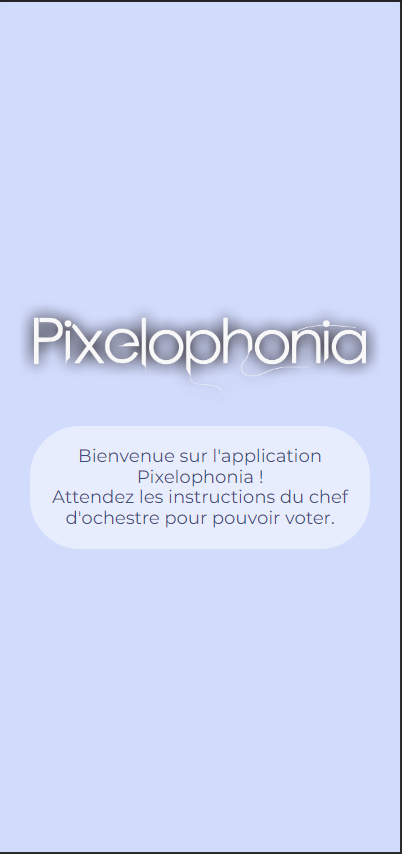 Pixelophonia
Bienvenue sur l'application
Pixelophonia !
Attendez les instructions du chef
d'ochestre pour pouvoir voter.